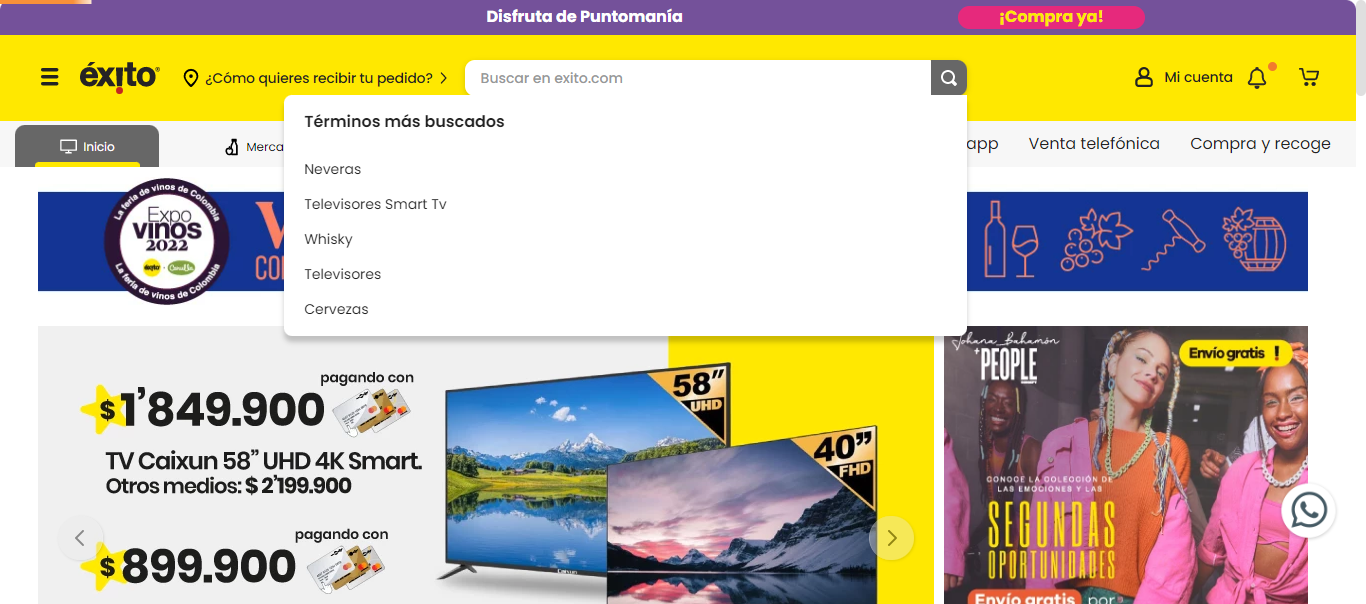 Disfruta de Puntomanía
¡Compra ya!
éxito
¿Cómo quieres recibir tu pedido?
Buscar en exito.com
Mi cuenta
Inicio
Merca
Términos más buscados
Neveras
Televisores Smart Tv
Whisky
Televisores
Cervezas
app
Venta telefónica
Compra y recoge
La feria de vinos de Colombia
Expo
vinos
2022
éxito
Carulla
La feria de vinos de Colombia
V
COI
pagando con
$1'849.900
TV Caixun 58” UHD 4K Smart.
Otros medios: $ 2'199.900
pagando con
$899.900
58”
UHD
40”
FHD
Caixun
Johana Bahamón
+PEOPLE
Envío gratis !
CONOCE LA COLECCIÓN DE
LAS EMOCIONES Y LAS
SEGUNDAS
OPORTUNIDADES
Envío gratis por